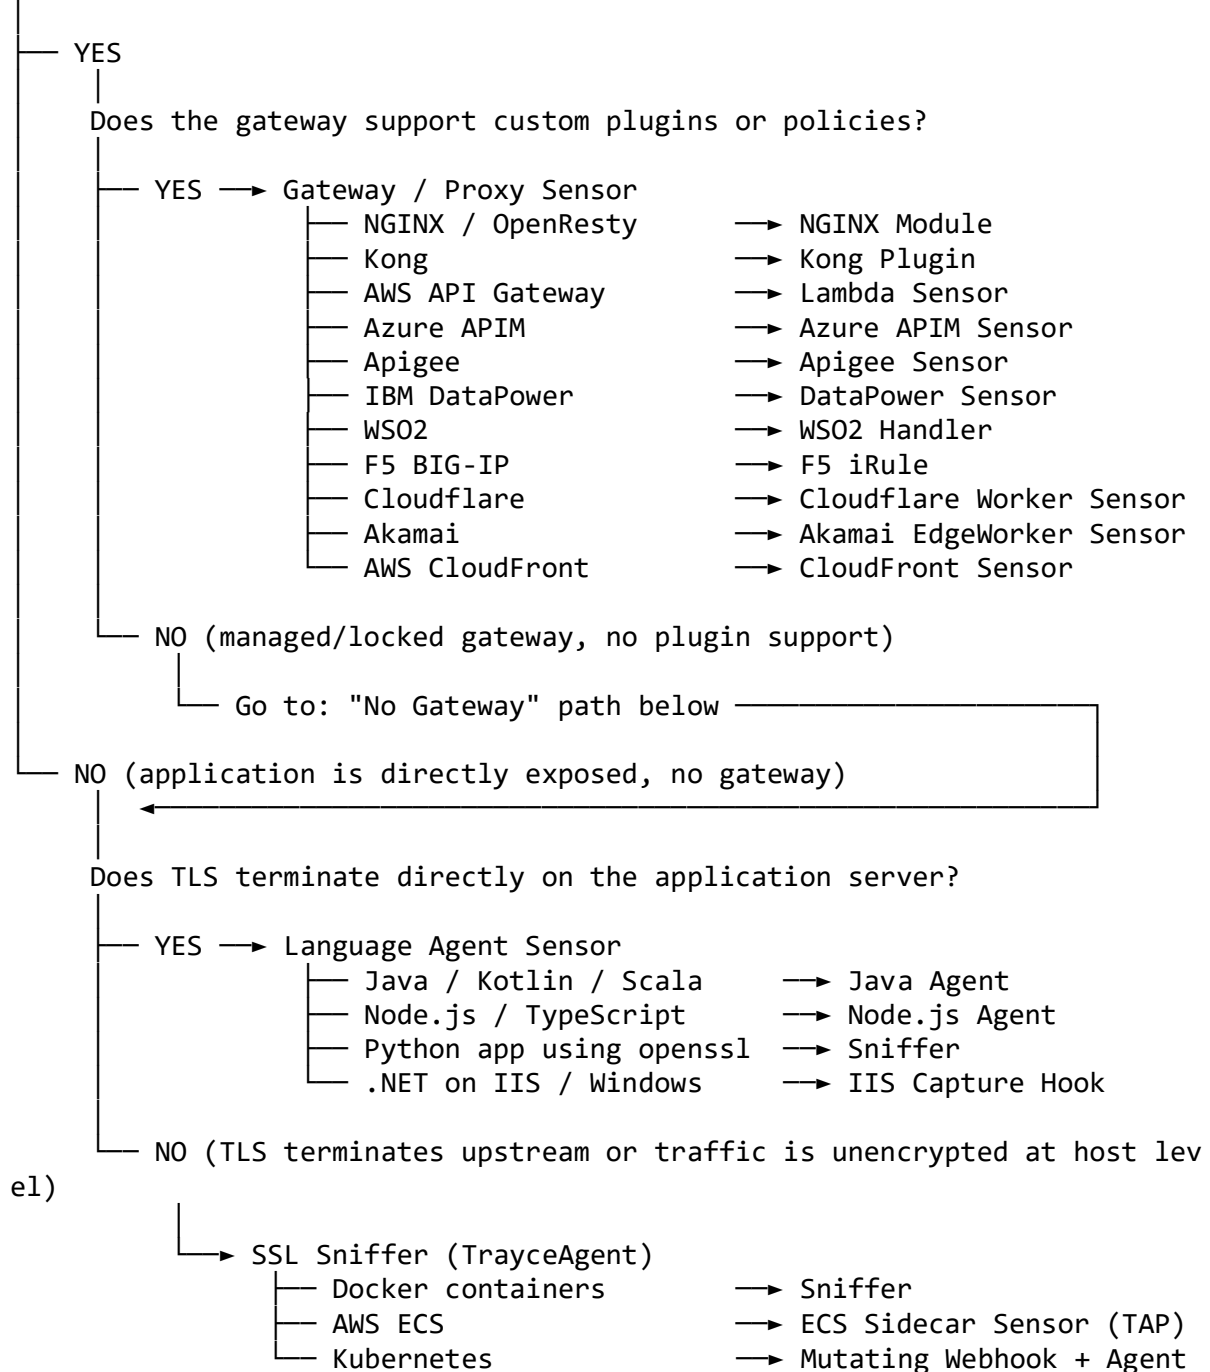 YES
Does the gateway support custom plugins or policies?
YES ──► Gateway / Proxy Sensor
NGINX / OpenResty ──► NGINX Module
Kong ──► Kong Plugin
AWS API Gateway ──► Lambda Sensor
Azure APIM ──► Azure APIM Sensor
Apigee ──► Apigee Sensor
IBM DataPower ──► DataPower Sensor
WSO2 ──► WSO2 Handler
F5 BIG-IP ──► F5 iRule
Cloudflare ──► Cloudflare Worker Sensor
Akamai ──► Akamai EdgeWorker Sensor
AWS CloudFront ──► CloudFront Sensor
NO (managed/locked gateway, no plugin support)
Go to: "No Gateway" path below
NO (application is directly exposed, no gateway)
Does TLS terminate directly on the application server?
YES ──► Language Agent Sensor
Java / Kotlin / Scala ──► Java Agent
Node.js / TypeScript ──► Node.js Agent
Python app using openssl ──► Sniffer
.NET on IIS / Windows ──► IIS Capture Hook
NO (TLS terminates upstream or traffic is unencrypted at host lev
el)
SSL Sniffer (TrayceAgent)
Docker containers ──► Sniffer
AWS ECS ──► ECS Sidecar Sensor (TAP)
Kubernetes ──► Mutating Webhook + Agent